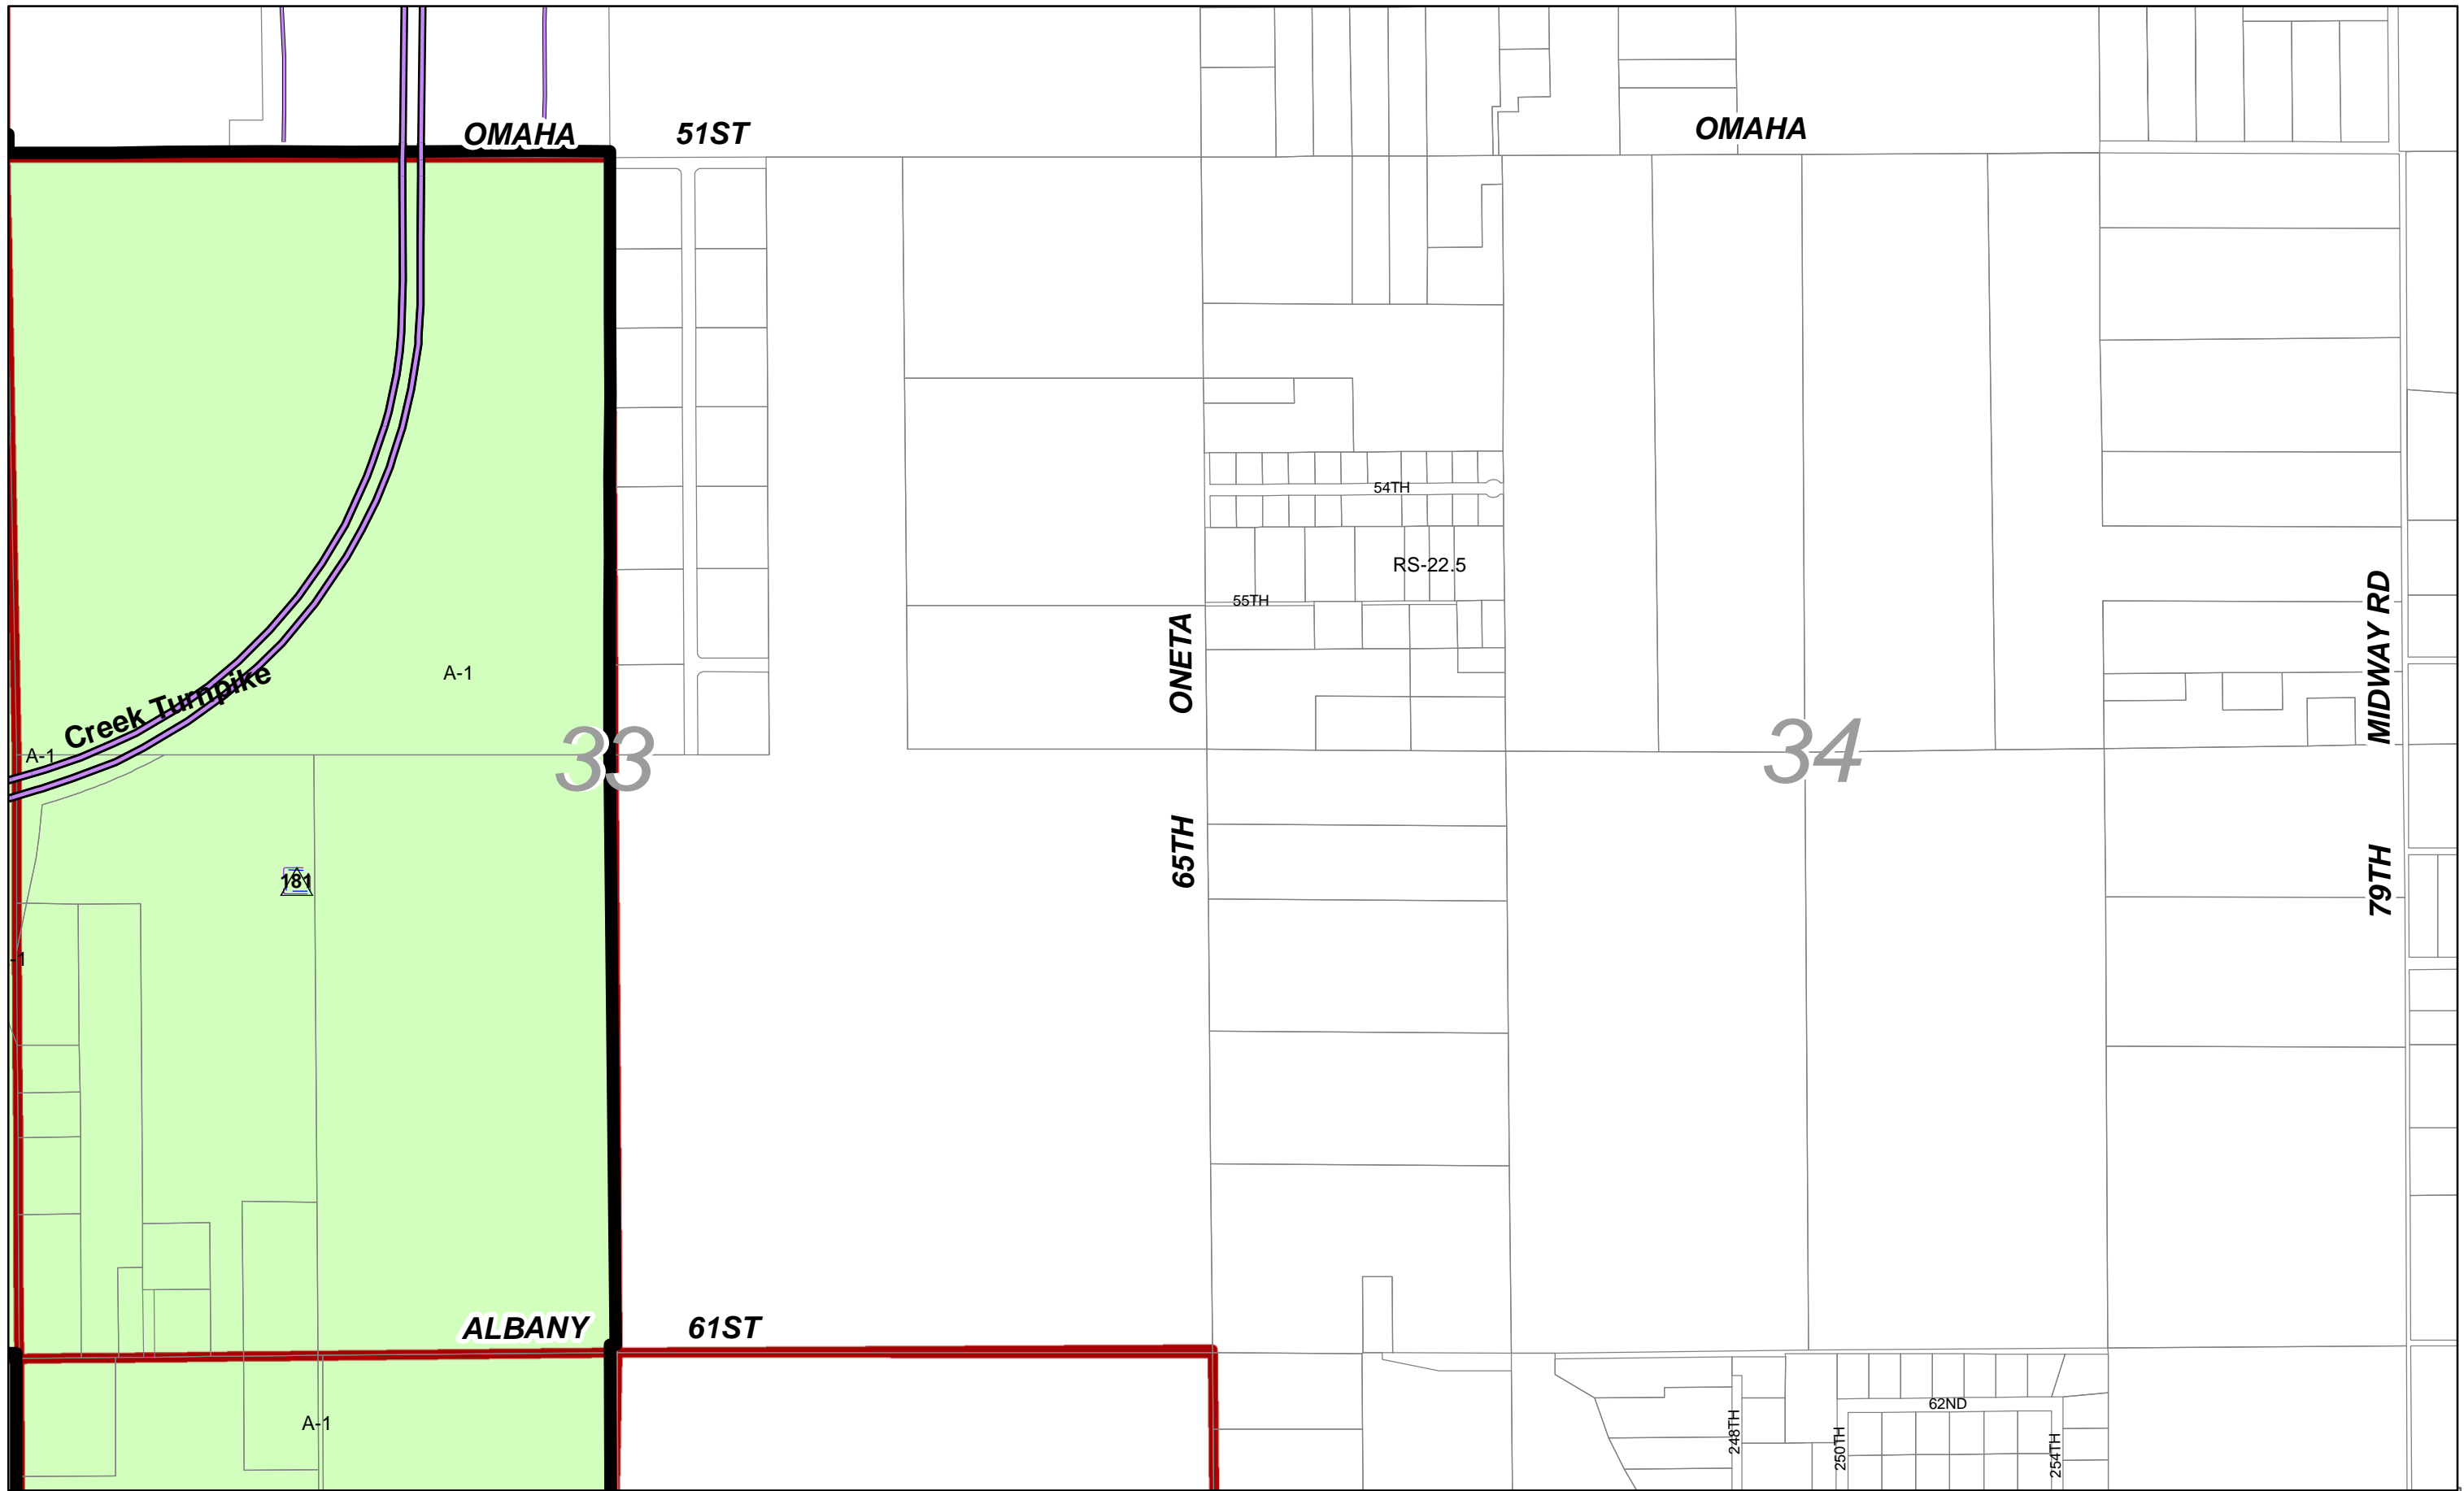 OMAHA
51ST
OMAHA
54TH
RS-22.5
55TH
ONETA
MIDWAY RD
A-1
Creek Turnpike
A-1
33
34
65TH
79TH
181
-1
ALBANY
61ST
A-1
62ND
248TH
250TH
254TH